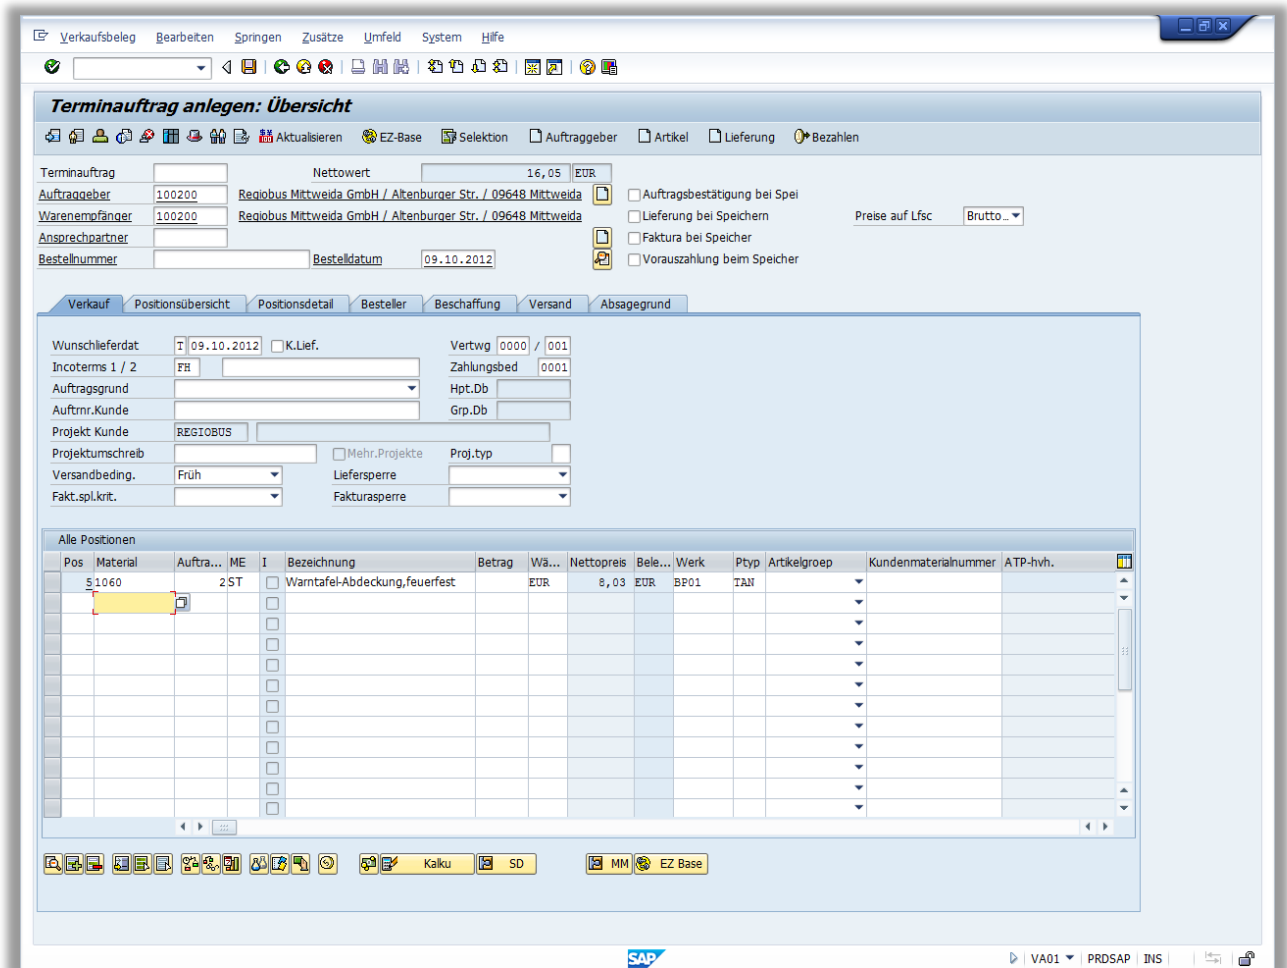 Verkaufsbeleg Bearbeiten Springen Zusätze Umfeld System Hilfe
Terminauftrag anlegen: Übersicht
Aktualisieren EZ-Base Selektion Auftraggeber Artikel Lieferung Bezahlen
Terminauftrag Nettowert 16,05 EUR
Auftraggeber 100200 Regiobus Mittweida GmbH / Altenburger Str. / 09648 Mittweida Auftragsbestätigung bei Spei
Warenempfänger 100200 Regiobus Mittweida GmbH / Altenburger Str. / 09648 Mittweida Lieferung bei Speichern Preise auf Lfsc Brutto...
Ansprechpartner Faktura bei Speicher
Bestellnummer Bestelldatum 09.10.2012 Vorauszahlung beim Speicher
Verkauf Positionsübersicht Positionsdetail Besteller Beschaffung Versand Absagegrund
Wunschlieferdat T 09.10.2012 K.Lief. Vertwg 0000 / 001
Incoterms 1 / 2 FH Zahlungsbed 0001
Auftragsgrund Hpt.Db
Auftrnr.Kunde Grp.Db
Projekt Kunde REGIOBUS
Projektumschreib Mehr.Projekte Proj.typ
Versandbeding. Früh Liefersperre
Fakt.spl.krit. Fakturasperre
Alle Positionen
Pos Material Auftra... ME I Bezeichnung Betrag Wä... Nettopreis Bele... Werk Ptyp Artikelgroep Kundenmaterialnummer ATP-hvh.
5 1060 2 ST Warntafel-Abdeckung,feuerfest EUR 8,03 EUR BP01 TAN
Kalku SD MM EZ Base
SAP VA01 PRDSAP INS